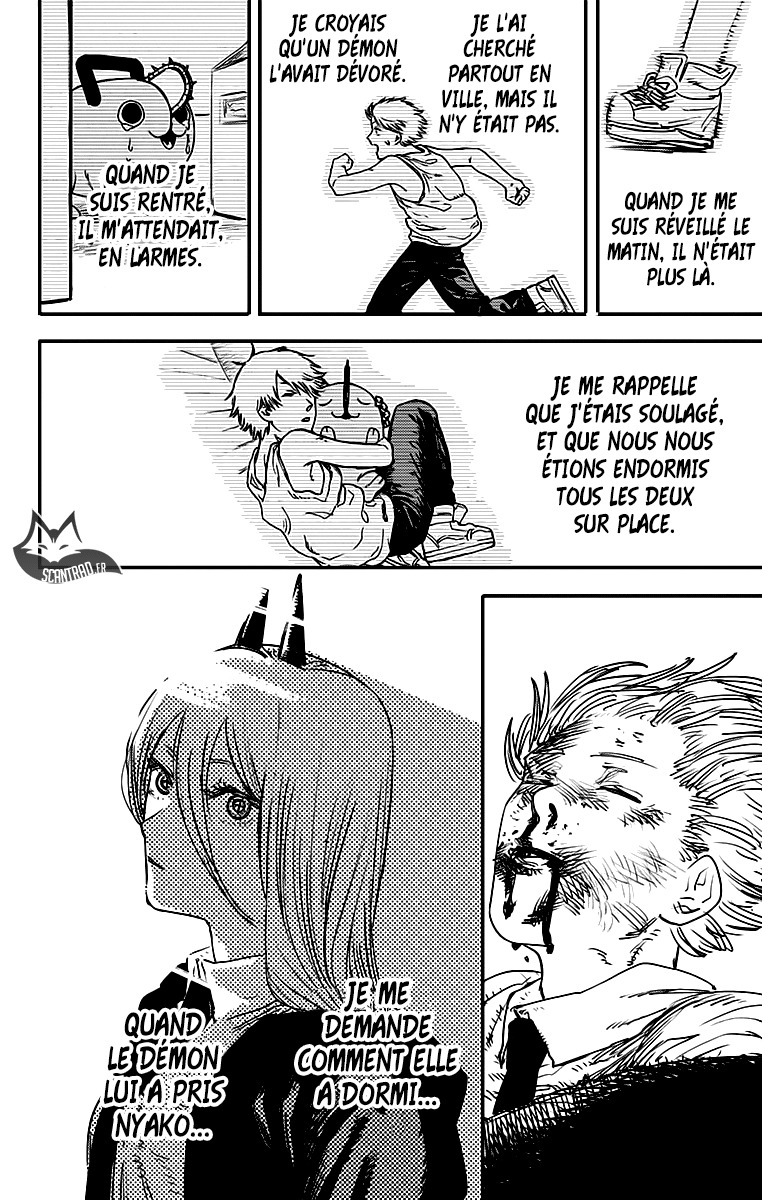 QUAND JE ME
SUIS RÉVEILLÉ LE
MATIN, IL N'ÉTAIT
PLUS LÀ.
JE L'AI
CHERCHÉ
PARTOUT EN
VILLE, MAIS IL
N'Y ÉTAIT PAS.
JE CROYAIS
QU'UN DÉMON
L'AVAIT DÉVORÉ.
QUAND JE
SUIS RENTRÉ,
IL M'ATTENDAIT,
EN LARMES.
JE ME RAPPELLE
QUE J'ÉTAIS SOULAGÉ,
ET QUE NOUS NOUS
ÉTIONS ENDORMIS
TOUS LES DEUX
SUR PLACE.
SCANTRAD.FR
JE ME
DEMANDE
COMMENT ELLE
A DORMI...
QUAND
LE DÉMON
LUI A PRIS
NYAKO...